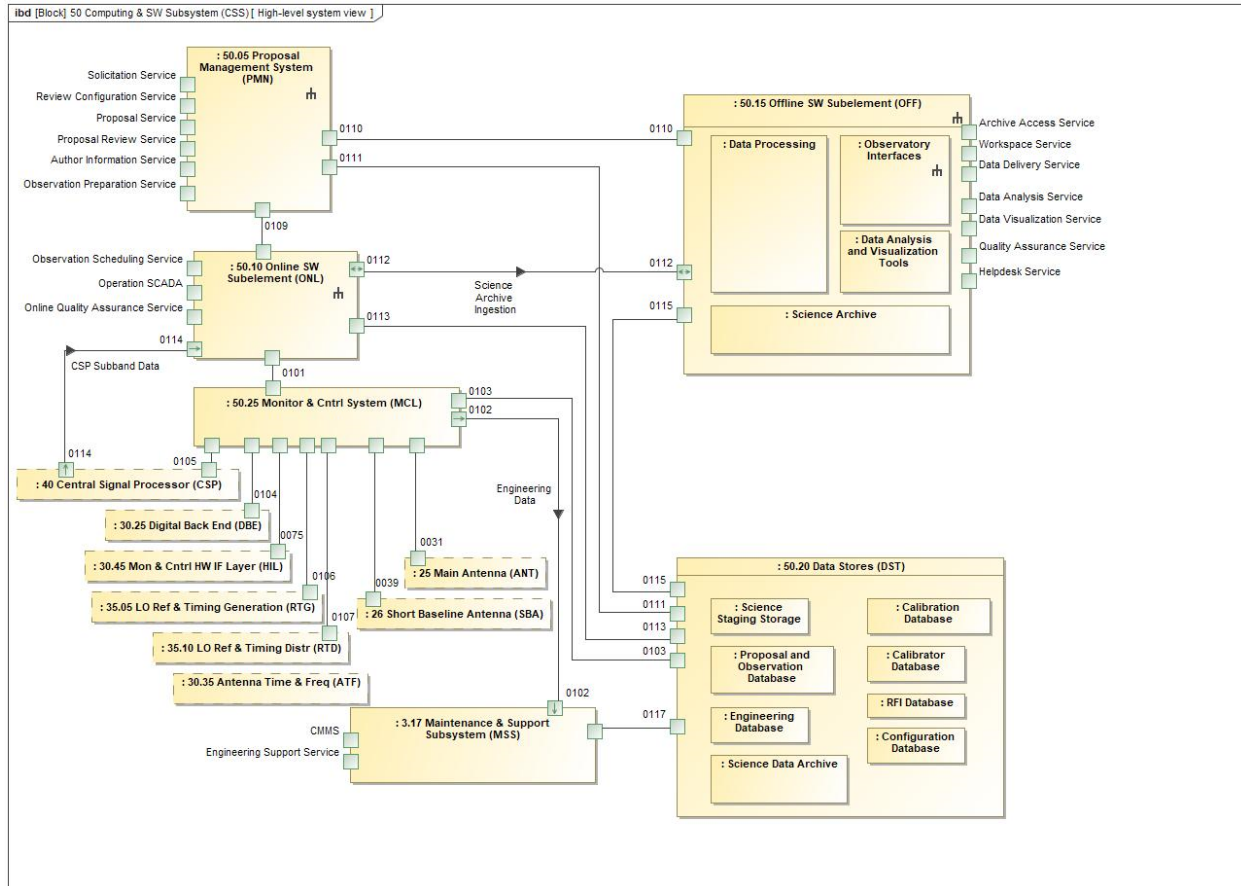 ibd [Block] 50 Computing & SW Subsystem (CSS) [ High-level system view ]
: 50.05 Proposal
Management System
(PMN)
Solicitation Service
Review Configuration Service
Proposal Service
Proposal Review Service
Author Information Service
Observation Preparation Service
0110
0111
0109
: 50.15 Offline SW Subelement (OFF)
0110
: Data Processing
: Observatory
Interfaces
: Data Analysis
and Visualization
Tools
: Science Archive
0112
0115
Archive Access Service
Workspace Service
Data Delivery Service
Data Analysis Service
Data Visualization Service
Quality Assurance Service
Helpdesk Service
Observation Scheduling Service
Operation SCADA
Online Quality Assurance Service
: 50.10 Online SW
Subelement (ONL)
0112
Science
Archive
Ingestion
0113
0114
CSP Subband Data
0101
: 50.25 Monitor & Cntrl System (MCL)
0103
0102
0114
0105
: 40 Central Signal Processor (CSP)
0104
: 30.25 Digital Back End (DBE)
0075
: 30.45 Mon & Cntrl HW IF Layer (HIL)
0106
: 35.05 LO Ref & Timing Generation (RTG)
0107
: 35.10 LO Ref & Timing Distr (RTD)
: 30.35 Antenna Time & Freq (ATF)
0031
: 25 Main Antenna (ANT)
0039
: 26 Short Baseline Antenna (SBA)
Engineering
Data
0102
: 3.17 Maintenance & Support
Subsystem (MSS)
CMMS
Engineering Support Service
0117
: 50.20 Data Stores (DST)
0115
0111
0113
0103
: Science
Staging Storage
: Calibration
Database
: Proposal and
Observation
Database
: Calibrator
Database
: RFI Database
: Engineering
Database
: Configuration
Database
: Science Data Archive